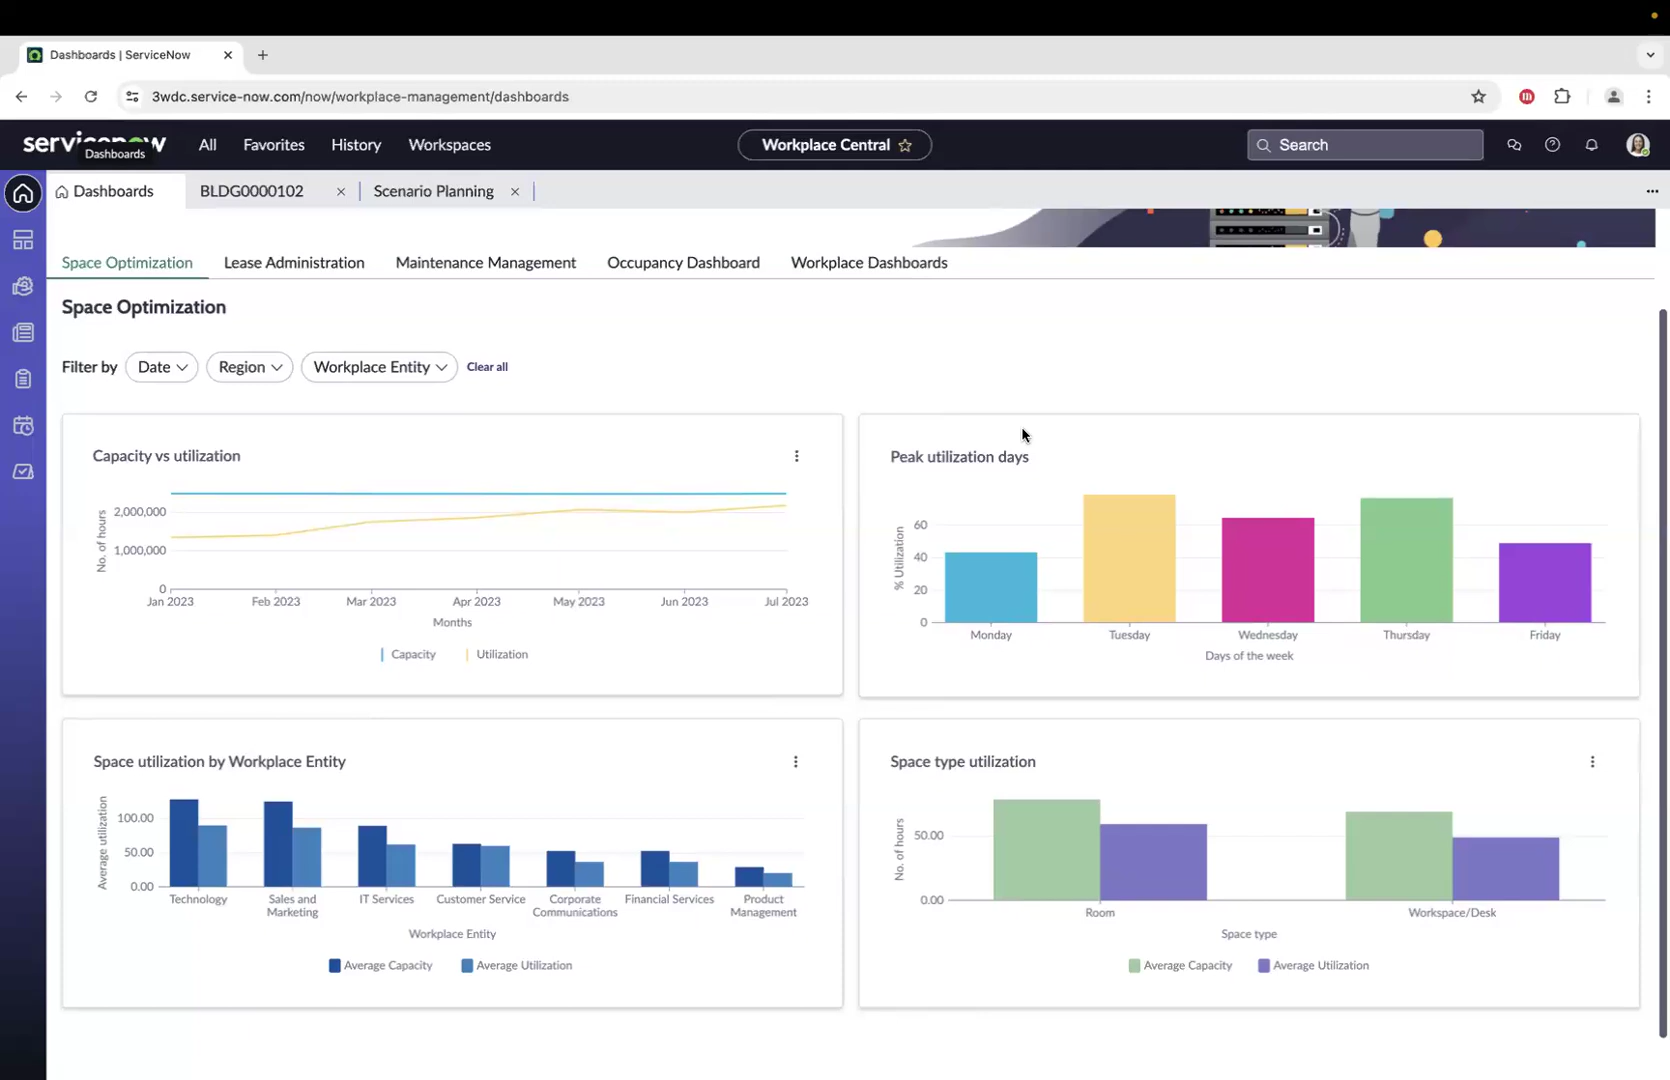 Dashboards | ServiceNow
3wdc.service-now.com/now/workplace-management/dashboards
servicenow All Favorites History Workspaces Workplace Central Search
Dashboards
Dashboards BLDG0000102 Scenario Planning
Space Optimization Lease Administration Maintenance Management Occupancy Dashboard Workplace Dashboards
Space Optimization
Filter by Date Region Workplace Entity Clear all
Capacity vs utilization
No. of hours
2,000,000
1,000,000
0
Jan 2023 Feb 2023 Mar 2023 Apr 2023 May 2023 Jun 2023 Jul 2023
Months
Capacity Utilization
Peak utilization days
% Utilization
60
40
20
0
Monday Tuesday Wednesday Thursday Friday
Days of the week
Space utilization by Workplace Entity
Average utilization
100.00
50.00
0.00
Technology Sales and Marketing IT Services Customer Service Corporate Communications Financial Services Product Management
Workplace Entity
Average Capacity Average Utilization
Space type utilization
No. of hours
50.00
0.00
Room Workspace/Desk
Space type
Average Capacity Average Utilization